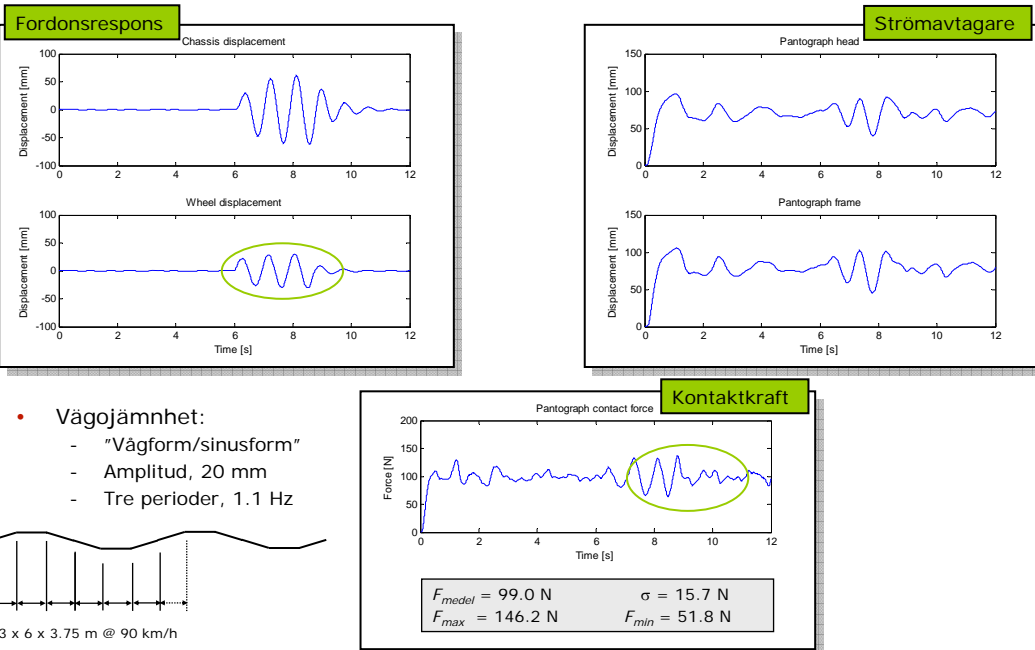 Fordonsrespons
Chassis displacement
Displacement [mm]
100
50
0
-50
-100
0 2 4 6 8 10 12
Wheel displacement
Displacement [mm]
100
50
0
-50
-100
0 2 4 6 8 10 12
Time [s]
Strömavtagare
Pantograph head
Displacement [mm]
150
100
50
0
0 2 4 6 8 10 12
Pantograph frame
Displacement [mm]
150
100
50
0
0 2 4 6 8 10 12
Time [s]
• Vägojämnhet:
- ”Vågform/sinusform”
- Amplitud, 20 mm
- Tre perioder, 1.1 Hz
3 x 6 x 3.75 m @ 90 km/h
Kontaktkraft
Pantograph contact force
Force [N]
200
150
100
50
0
0 2 4 6 8 10 12
Time [s]
Fmedel = 99.0 N σ = 15.7 N
Fmax = 146.2 N Fmin = 51.8 N